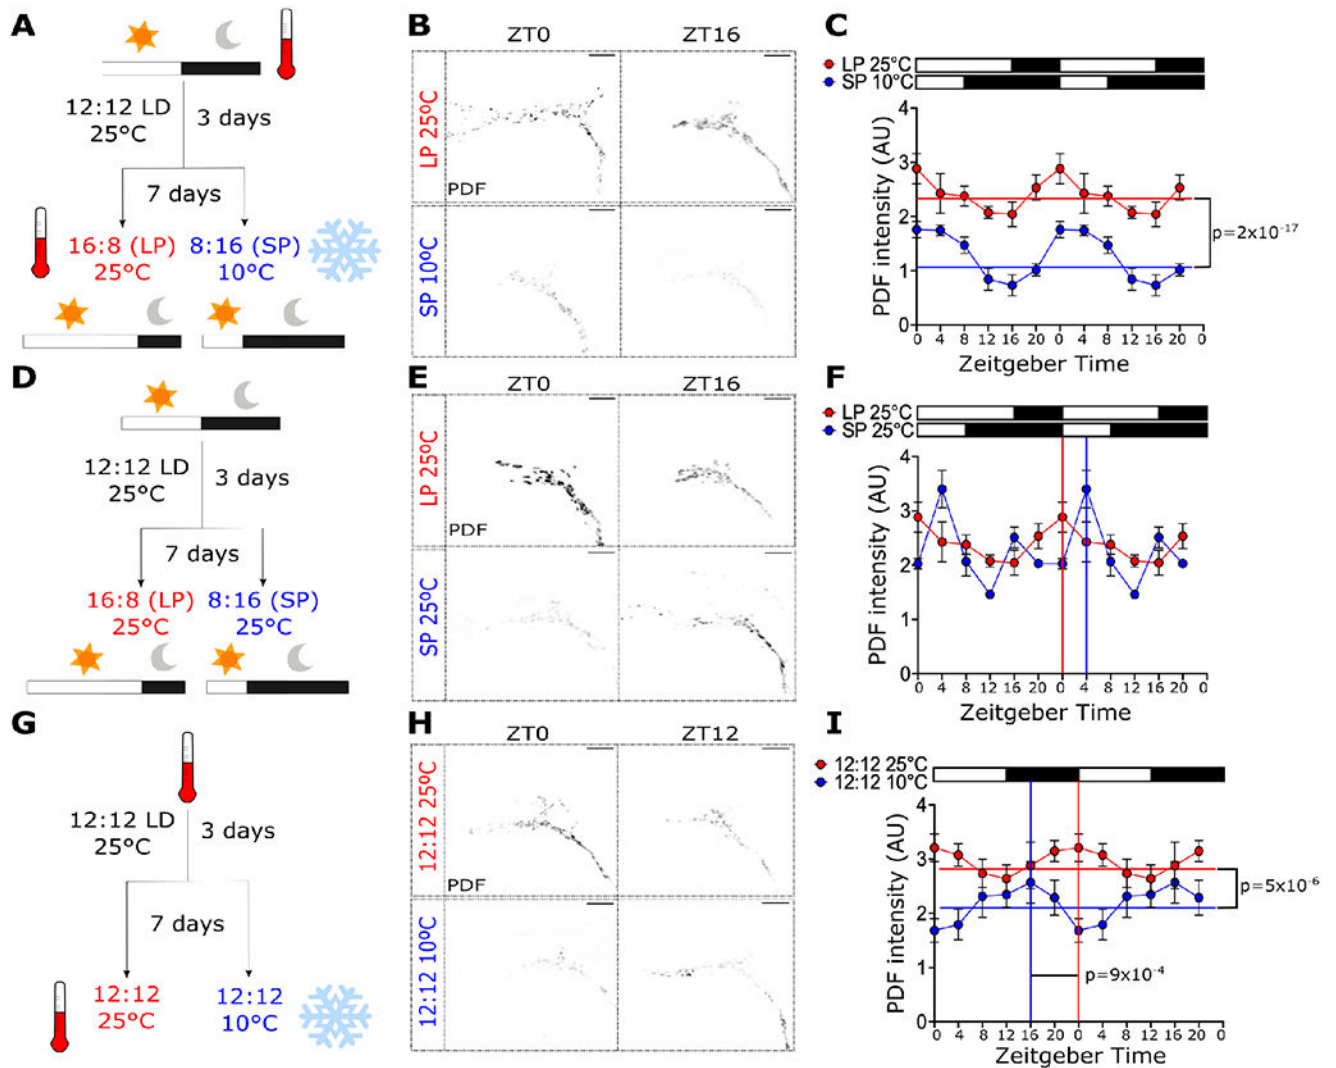 A
12:12 LD
25°C
3 days
7 days
16:8 (LP)
25°C
8:16 (SP)
10°C
B
ZT0
ZT16
LP 25ºC
PDF
SP 10ºC
C
LP 25°C
SP 10°C
PDF intensity (AU)
4
3
2
1
0
0 4 8 12 16 20 0 4 8 12 16 20 0
Zeitgeber Time
p=2x10⁻¹⁷
D
12:12 LD
25°C
3 days
7 days
16:8 (LP)
25°C
8:16 (SP)
25°C
E
ZT0
ZT16
LP 25ºC
PDF
SP 25ºC
F
LP 25°C
SP 25°C
PDF intensity (AU)
4
3
2
1
0
0 4 8 12 16 20 0 4 8 12 16 20 0
Zeitgeber Time
G
12:12 LD
25°C
3 days
7 days
12:12
25°C
12:12
10°C
H
ZT0
ZT12
12:12 25ºC
PDF
12:12 10ºC
I
12:12 25°C
12:12 10°C
PDF intensity (AU)
4
3
2
1
0
0 4 8 12 16 20 0 4 8 12 16 20 0
Zeitgeber Time
p=5x10⁻⁶
p=9x10⁻⁴